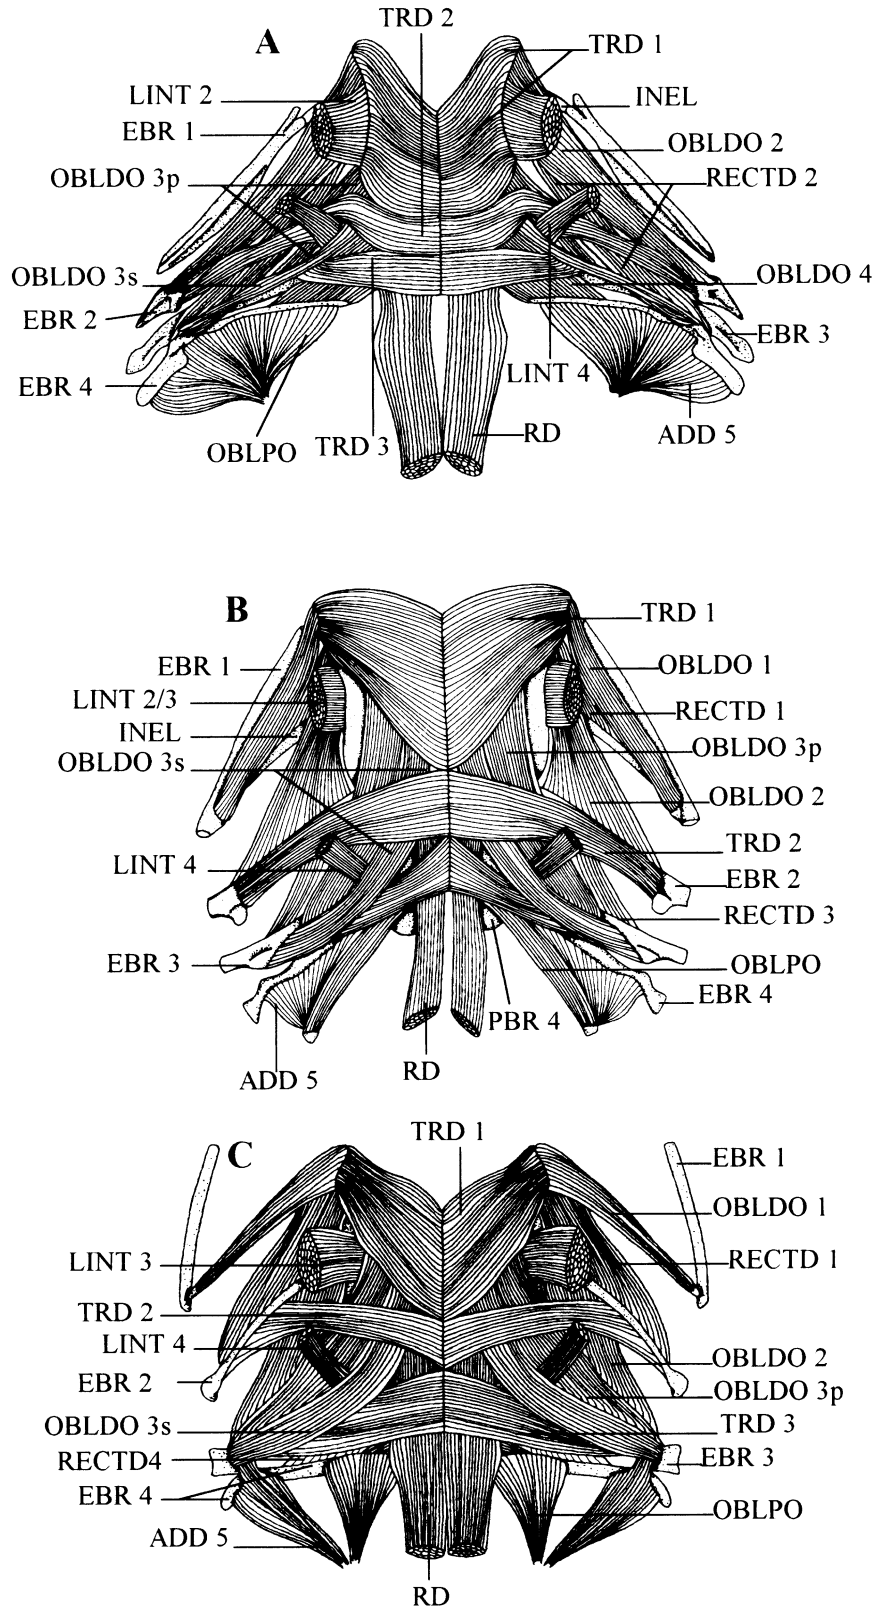 TRD 2
A
TRD 1
LINT 2
INEL
EBR 1
OBLDO 2
OBLDO 3p
RECTD 2
OBLDO 3s
OBLDO 4
EBR 2
EBR 3
LINT 4
EBR 4
OBLPO
TRD 3
RD
ADD 5
B
TRD 1
EBR 1
OBLDO 1
LINT 2/3
RECTD 1
INEL
OBLDO 3p
OBLDO 3s
OBLDO 2
TRD 2
LINT 4
EBR 2
RECTD 3
EBR 3
OBLPO
EBR 4
PBR 4
RD
ADD 5
TRD 1
C
EBR 1
OBLDO 1
LINT 3
RECTD 1
TRD 2
LINT 4
OBLDO 2
EBR 2
OBLDO 3p
OBLDO 3s
TRD 3
RECTD4
EBR 3
EBR 4
OBLPO
ADD 5
RD